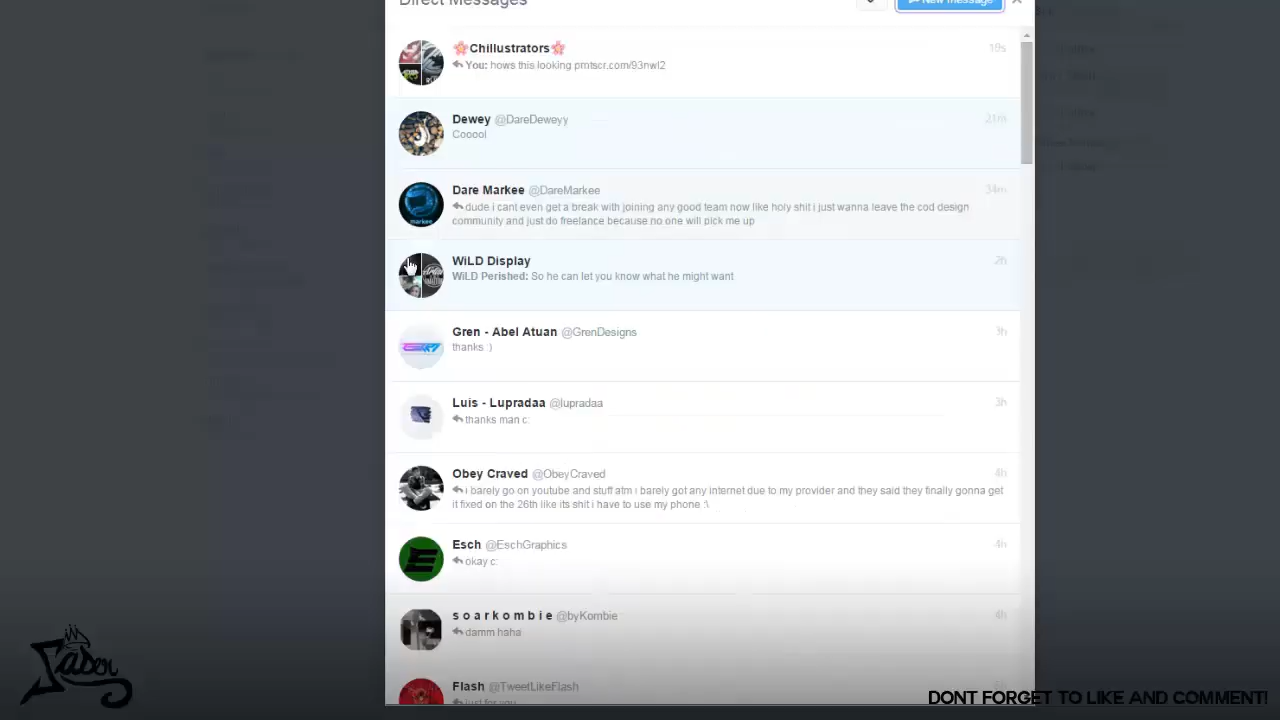 Direct Messages
New message
🌸Chillustrators🌸
19s
You: hows this looking prntscr.com/93nwl2
Dewey @DareDeweyy
21m
Cooool
Dare Markee @DareMarkee
34m
dude i cant even get a break with joining any good team now like holy shit i just wanna leave the cod design
community and just do freelance because no one will pick me up
markee
WiLD Display
2h
WiLD Perished: So he can let you know what he might want
Gren - Abel Atuan @GrenDesigns
3h
thanks :)
Luis - Lupradaa @lupradaa
3h
thanks man c:
Obey Craved @ObeyCraved
4h
i barely go on youtube and stuff atm i barely got any internet due to my provider and they said they finally gonna get
it fixed on the 26th like its shit i have to use my phone :\
Esch @EschGraphics
4h
okay c:
s o a r k o m b i e @byKombie
4h
damm haha
Flash @TweetLikeFlash
just for you
DONT FORGET TO LIKE AND COMMENT!